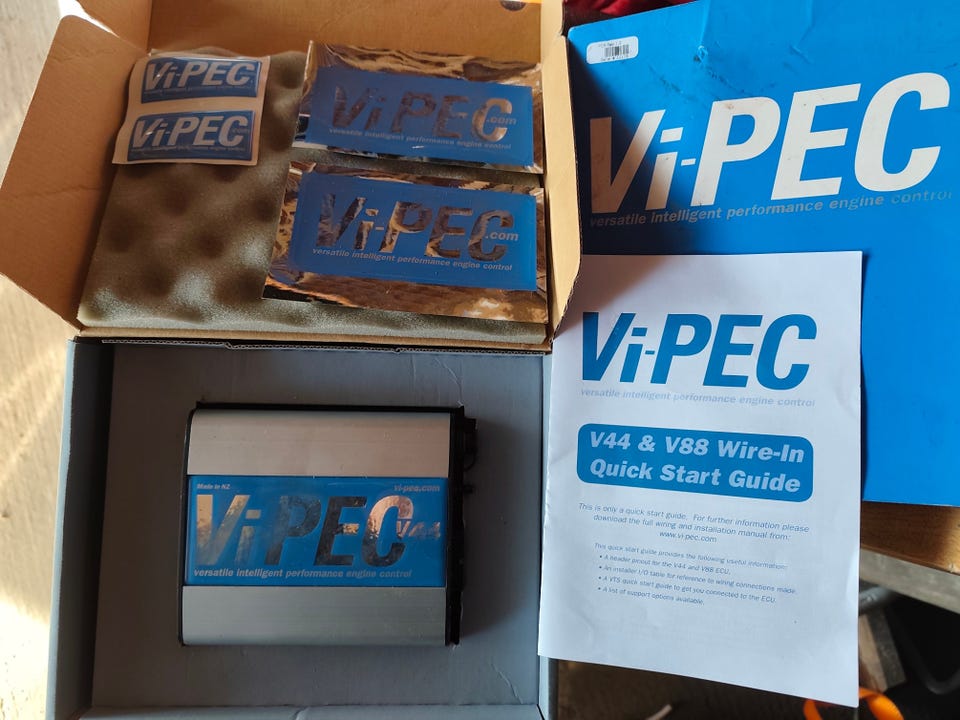 Vi-PEC
Vi-PEC
Vi-PEC.com
versatile intelligent performance engine control
Vi-PEC.com
versatile intelligent performance engine control
Vi-PEC
versatile intelligent performance engine control
Made in NZ
vi-pec.com
Vi-PEC
V44
versatile intelligent performance engine control
Vi-PEC
versatile intelligent performance engine control
V44 & V88 Wire-In
Quick Start Guide
This is only a quick start guide. For further information please
download the full wiring and installation manual from:
www.vi-pec.com
This quick start guide provides the following useful information:
• A header pinout for the V44 and V88 ECU.
• An installer I/O table for reference to wiring connections made.
• A VTS quick start guide to get you connected to the ECU.
• A list of support options available.